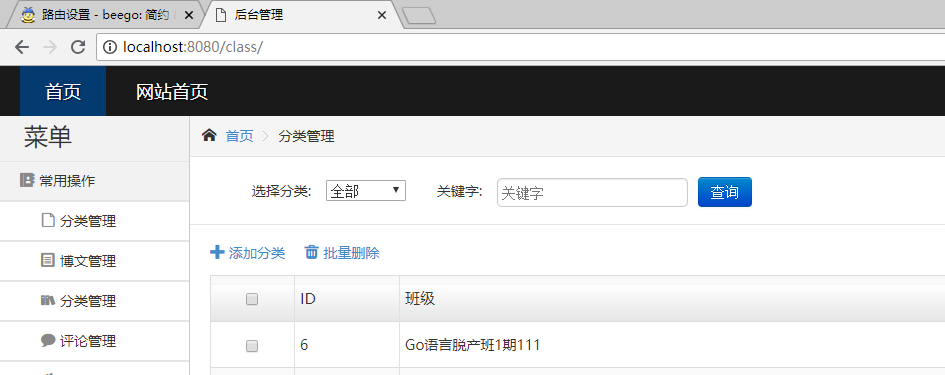 路由设置 - beego: 简约
后台管理
localhost:8080/class/
首页 网站首页
菜单
首页 分类管理
常用操作
选择分类: 全部 关键字: 关键字 查询
分类管理
博文管理
添加分类 批量删除
分类管理
ID 班级
评论管理
6 Go语言脱产班1期111